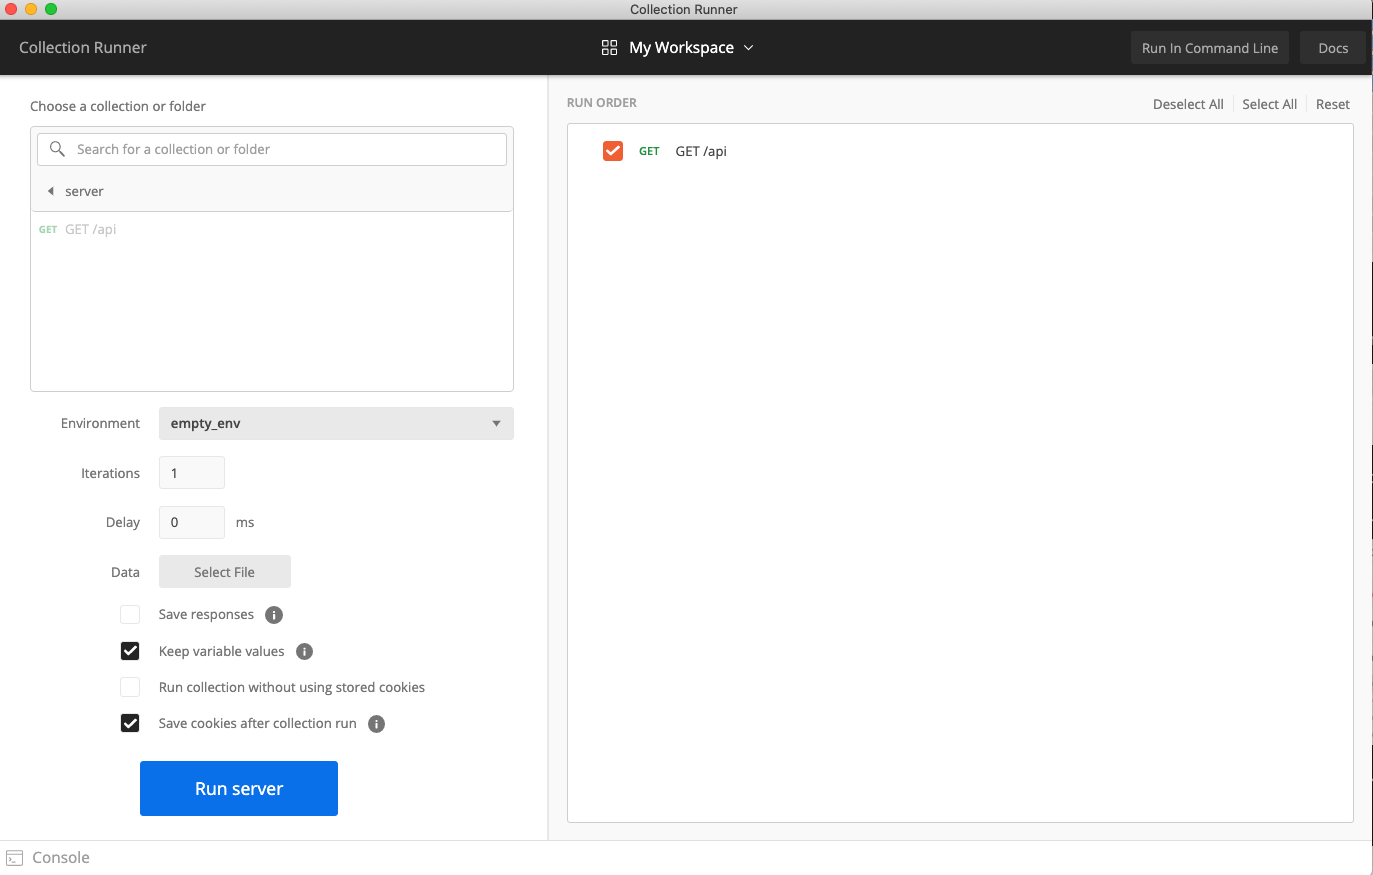 Collection Runner
Collection Runner
My Workspace
Run In Command Line
Docs
Choose a collection or folder
Search for a collection or folder
server
GET GET /api
Environment empty_env
Iterations 1
Delay 0 ms
Data Select File
Save responses
Keep variable values
Run collection without using stored cookies
Save cookies after collection run
Run server
RUN ORDER
Deselect All Select All Reset
GET GET /api
Console